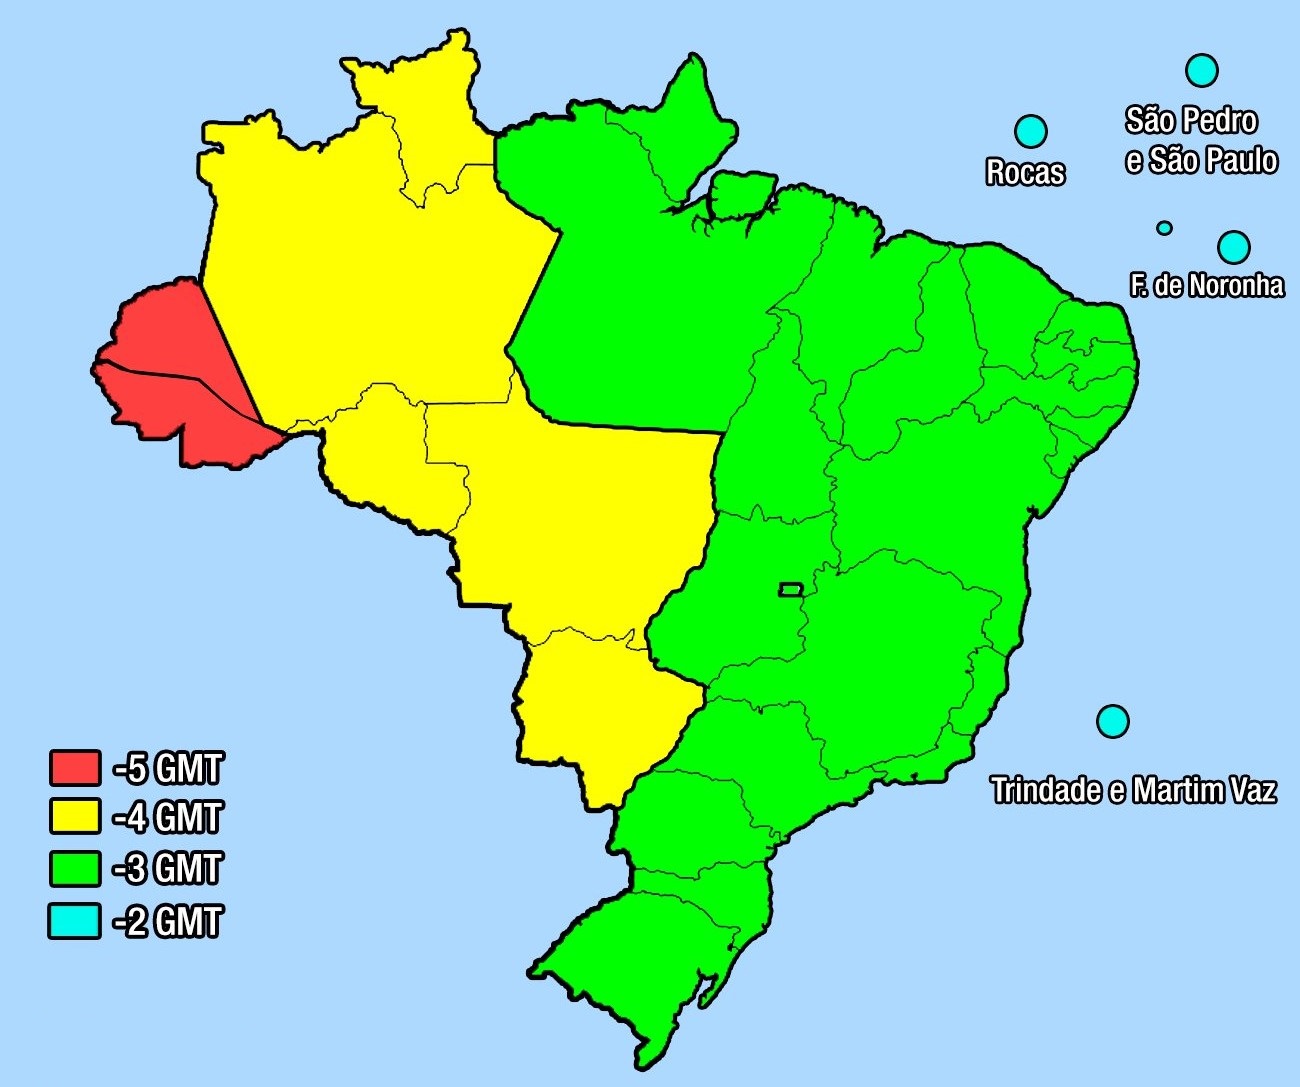 São Pedro
e São Paulo
Rocas
F. de Noronha
Trindade e Martim Vaz
-5 GMT
-4 GMT
-3 GMT
-2 GMT